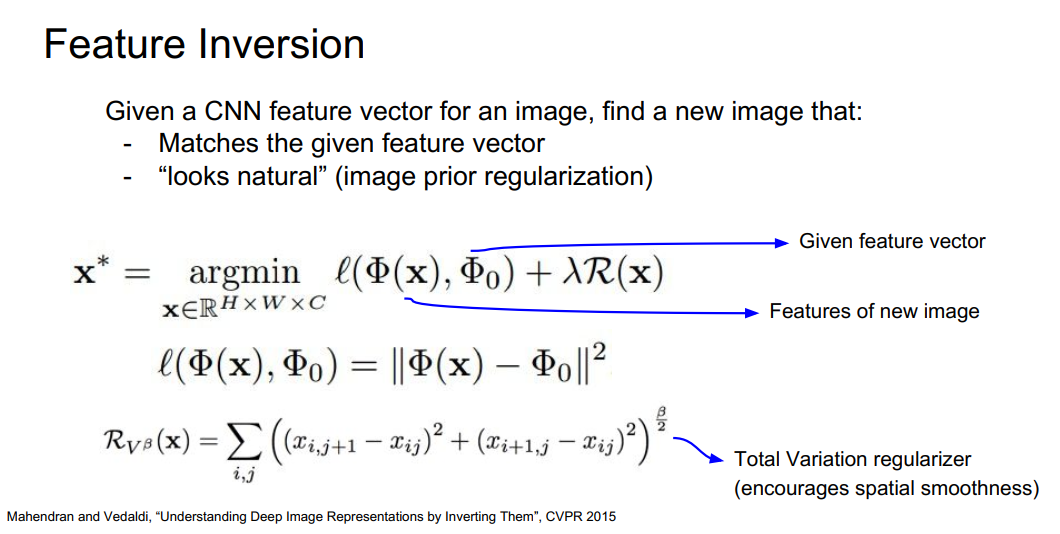 Feature Inversion
Given a CNN feature vector for an image, find a new image that:
- Matches the given feature vector
- “looks natural” (image prior regularization)
Given feature vector
x* = argmin ℓ(Φ(x), Φ₀) + λR(x)
x∈ℝ^{H×W×C}
Features of new image
ℓ(Φ(x), Φ₀) = ‖Φ(x) − Φ₀‖²
R_{V^β}(x) = ∑_{i,j} ((x_{i,j+1} − x_{ij})² + (x_{i+1,j} − x_{ij})²)^{β/2}
Total Variation regularizer
(encourages spatial smoothness)
Mahendran and Vedaldi, “Understanding Deep Image Representations by Inverting Them”, CVPR 2015